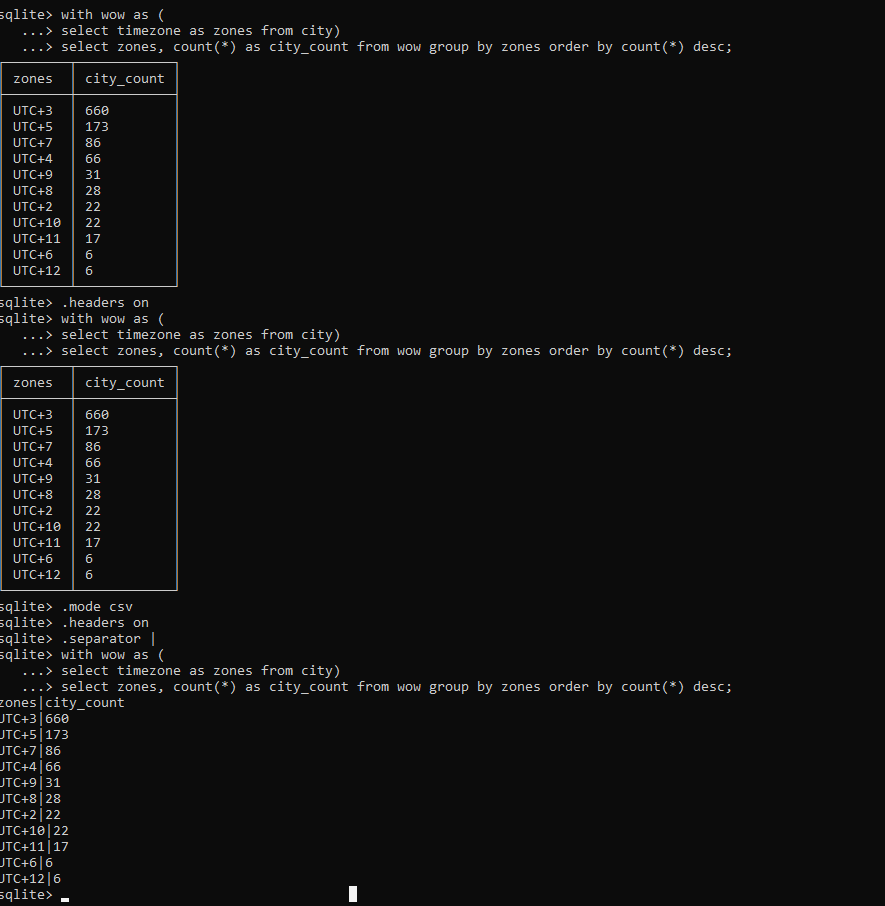 sqlite> with wow as (
...> select timezone as zones from city)
...> select zones, count(*) as city_count from wow group by zones order by count(*) desc;
zones city_count
UTC+3 660
UTC+5 173
UTC+7 86
UTC+4 66
UTC+9 31
UTC+8 28
UTC+2 22
UTC+10 22
UTC+11 17
UTC+6 6
UTC+12 6
sqlite> .headers on
sqlite> with wow as (
...> select timezone as zones from city)
...> select zones, count(*) as city_count from wow group by zones order by count(*) desc;
zones city_count
UTC+3 660
UTC+5 173
UTC+7 86
UTC+4 66
UTC+9 31
UTC+8 28
UTC+2 22
UTC+10 22
UTC+11 17
UTC+6 6
UTC+12 6
sqlite> .mode csv
sqlite> .headers on
sqlite> .separator |
sqlite> with wow as (
...> select timezone as zones from city)
...> select zones, count(*) as city_count from wow group by zones order by count(*) desc;
zones|city_count
UTC+3|660
UTC+5|173
UTC+7|86
UTC+4|66
UTC+9|31
UTC+8|28
UTC+2|22
UTC+10|22
UTC+11|17
UTC+6|6
UTC+12|6
sqlite>